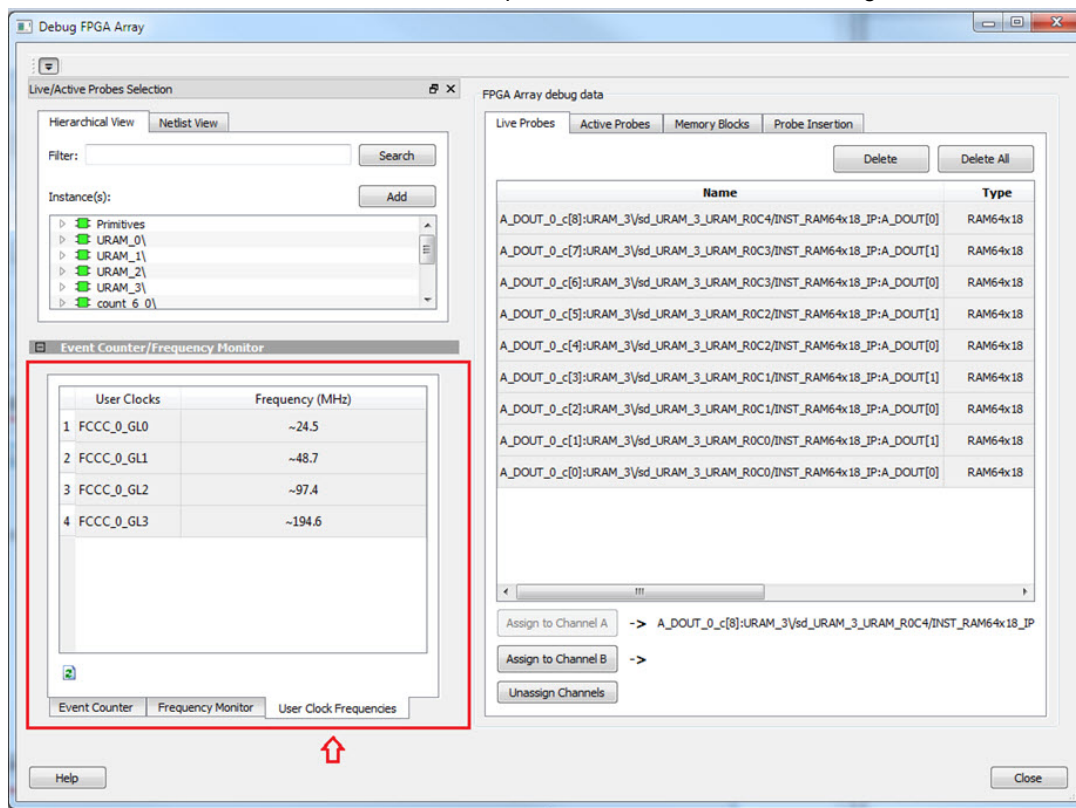 Debug FPGA Array
Live/Active Probes Selection
Hierarchical View Netlist View
Filter: Search
Instance(s): Add
Primitives
URAM_0\
URAM_1\
URAM_2\
URAM_3\
count_6_0\
Event Counter/Frequency Monitor
User Clocks Frequency (MHz)
1 FCCC_0_GL0 ~24.5
2 FCCC_0_GL1 ~48.7
3 FCCC_0_GL2 ~97.4
4 FCCC_0_GL3 ~194.6
Event Counter Frequency Monitor User Clock Frequencies
FPGA Array debug data
Live Probes Active Probes Memory Blocks Probe Insertion
Delete Delete All
Name Type
A_DOUT_0_c[8]:URAM_3\/sd_URAM_3_URAM_R0C4/INST_RAM64x18_IP:A_DOUT[0] RAM64x18
A_DOUT_0_c[7]:URAM_3\/sd_URAM_3_URAM_R0C3/INST_RAM64x18_IP:A_DOUT[1] RAM64x18
A_DOUT_0_c[6]:URAM_3\/sd_URAM_3_URAM_R0C3/INST_RAM64x18_IP:A_DOUT[0] RAM64x18
A_DOUT_0_c[5]:URAM_3\/sd_URAM_3_URAM_R0C2/INST_RAM64x18_IP:A_DOUT[1] RAM64x18
A_DOUT_0_c[4]:URAM_3\/sd_URAM_3_URAM_R0C2/INST_RAM64x18_IP:A_DOUT[0] RAM64x18
A_DOUT_0_c[3]:URAM_3\/sd_URAM_3_URAM_R0C1/INST_RAM64x18_IP:A_DOUT[1] RAM64x18
A_DOUT_0_c[2]:URAM_3\/sd_URAM_3_URAM_R0C1/INST_RAM64x18_IP:A_DOUT[0] RAM64x18
A_DOUT_0_c[1]:URAM_3\/sd_URAM_3_URAM_R0C0/INST_RAM64x18_IP:A_DOUT[1] RAM64x18
A_DOUT_0_c[0]:URAM_3\/sd_URAM_3_URAM_R0C0/INST_RAM64x18_IP:A_DOUT[0] RAM64x18
Assign to Channel A -> A_DOUT_0_c[8]:URAM_3\/sd_URAM_3_URAM_R0C4/INST_RAM64x18_IP
Assign to Channel B ->
Unassign Channels
Help Close